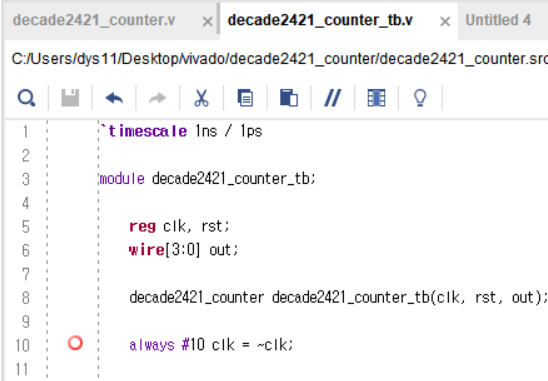 decade2421_counter.v × decade2421_counter_tb.v × Untitled 4
C:/Users/dys11/Desktop/vivado/decade2421_counter/decade2421_counter.src
1 `timescale 1ns / 1ps
2
3 module decade2421_counter_tb;
4
5 reg clk, rst;
6 wire[3:0] out;
7
8 decade2421_counter decade2421_counter_tb(clk, rst, out);
9
10 always #10 clk = ~clk;
11